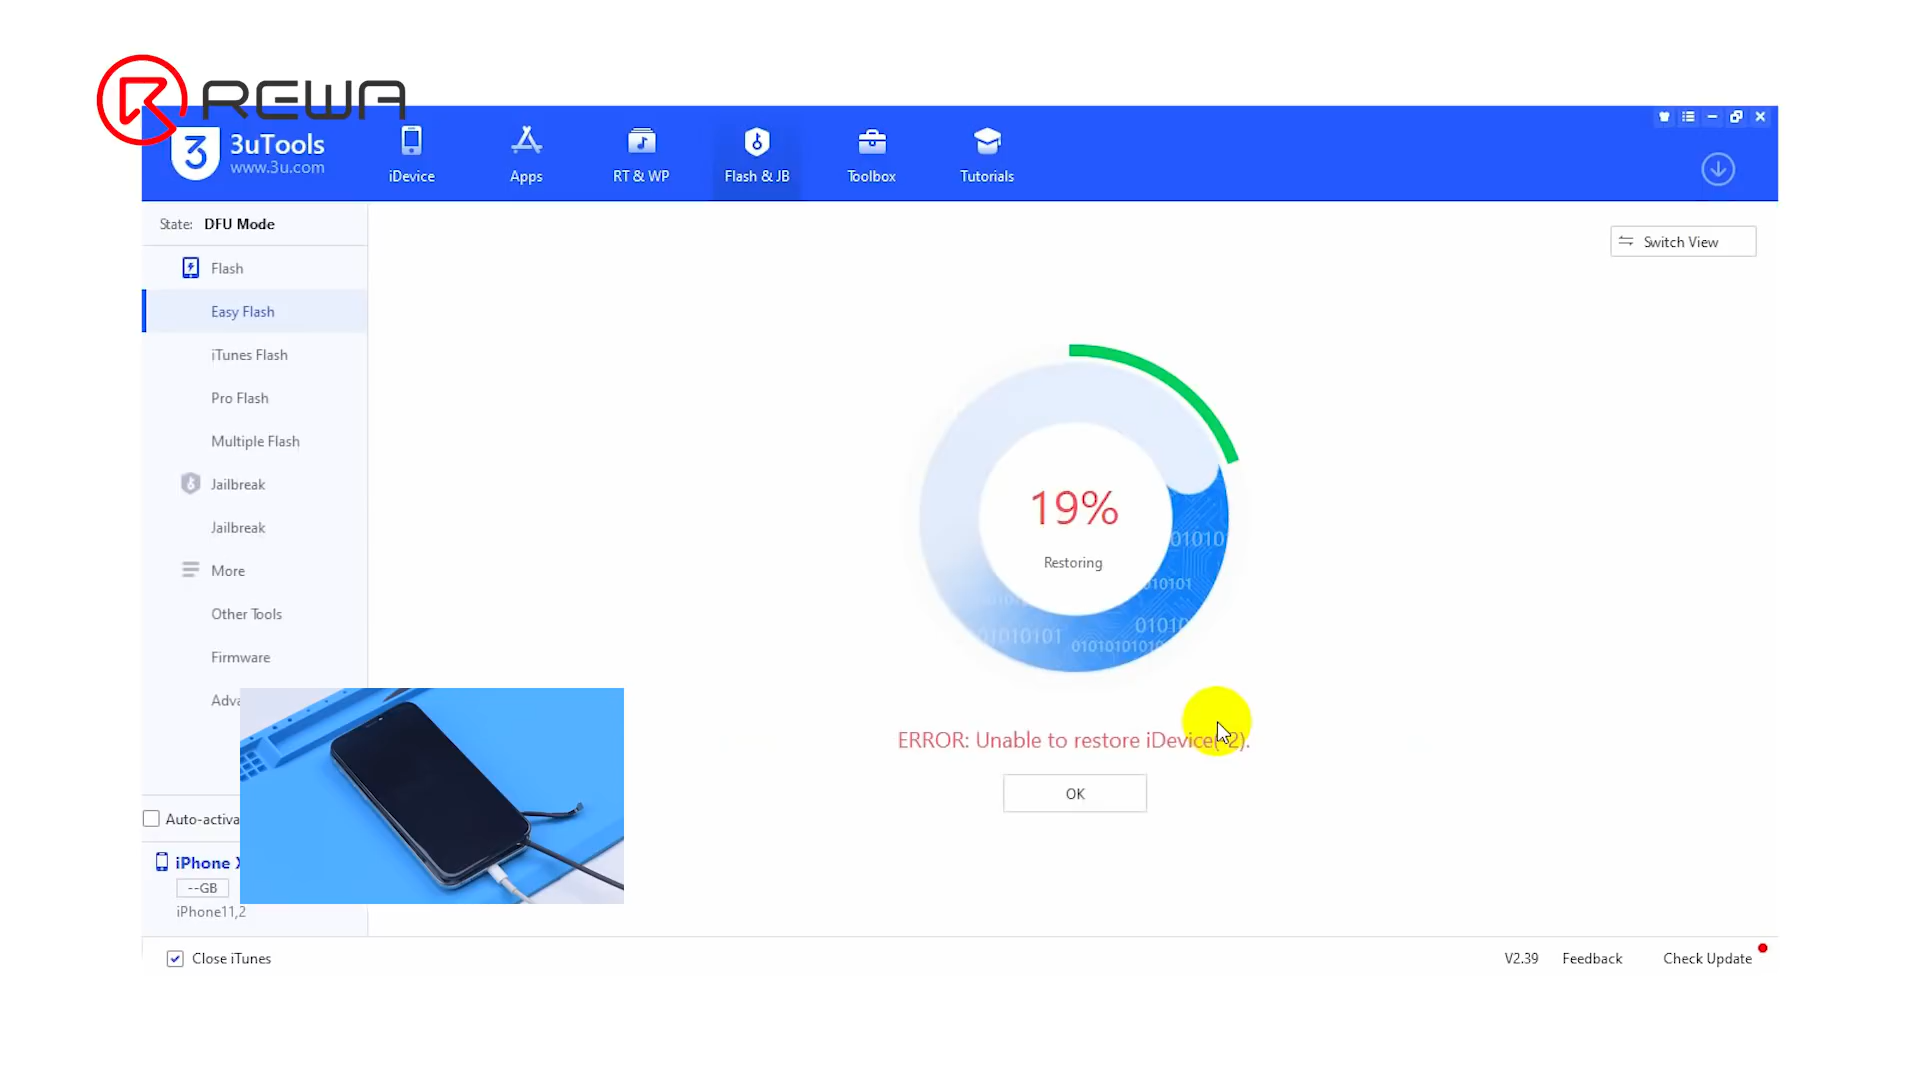 REWA
3uTools
www.3u.com
iDevice
Apps
RT & WP
Flash & JB
Toolbox
Tutorials
State: DFU Mode
Switch View
Flash
Easy Flash
iTunes Flash
Pro Flash
Multiple Flash
Jailbreak
Jailbreak
More
Other Tools
Firmware
19%
Restoring
ERROR: Unable to restore iDevice(-2).
OK
iPhone
--GB
iPhone11,2
Close iTunes
V2.39
Feedback
Check Update